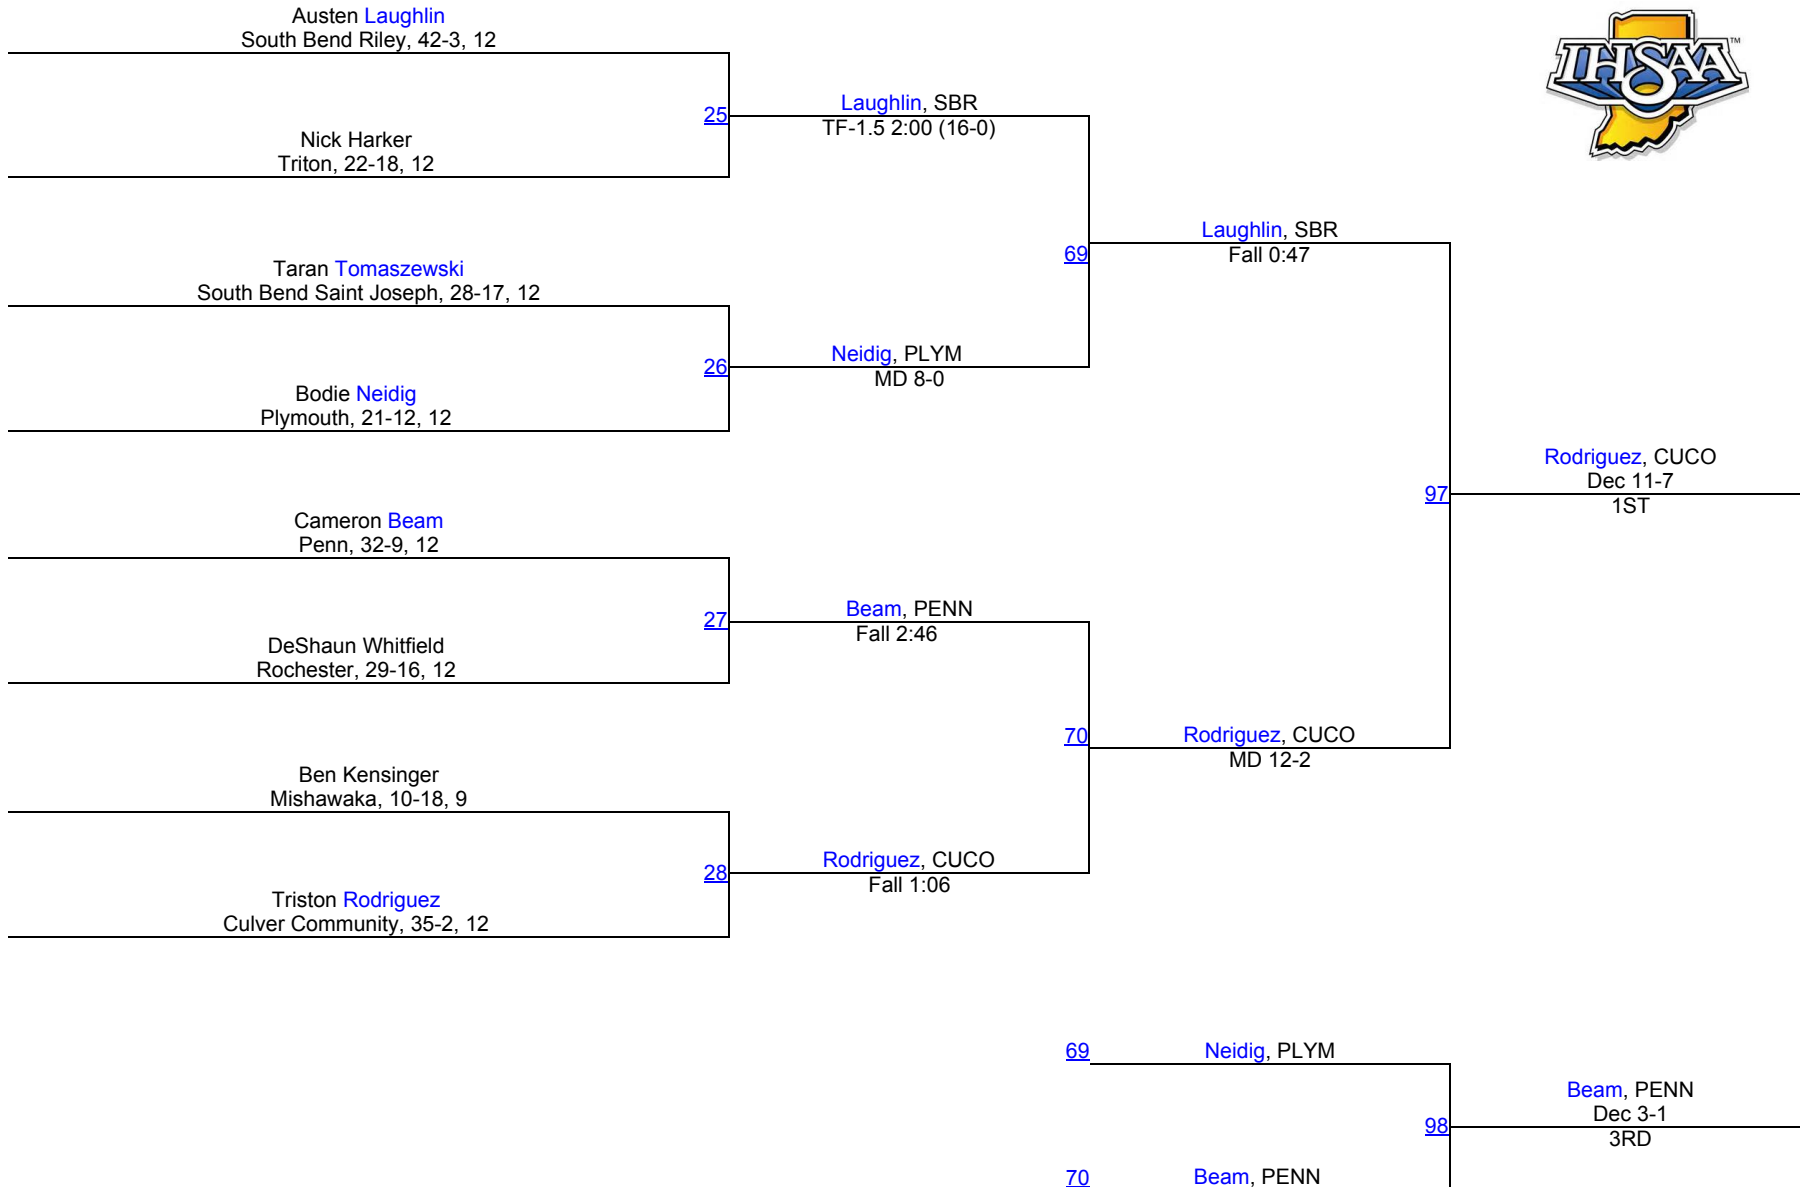 Austen Laughlin
South Bend Riley, 42-3, 12
IHSAA™
25
Laughlin, SBR
TF-1.5 2:00 (16-0)
Nick Harker
Triton, 22-18, 12
69
Laughlin, SBR
Fall 0:47
Taran Tomaszewski
South Bend Saint Joseph, 28-17, 12
26
Neidig, PLYM
MD 8-0
Bodie Neidig
Plymouth, 21-12, 12
97
Rodriguez, CUCO
Dec 11-7
1ST
Cameron Beam
Penn, 32-9, 12
27
Beam, PENN
Fall 2:46
DeShaun Whitfield
Rochester, 29-16, 12
70
Rodriguez, CUCO
MD 12-2
Ben Kensinger
Mishawaka, 10-18, 9
28
Rodriguez, CUCO
Fall 1:06
Triston Rodriguez
Culver Community, 35-2, 12
69
Neidig, PLYM
98
Beam, PENN
Dec 3-1
3RD
70
Beam, PENN